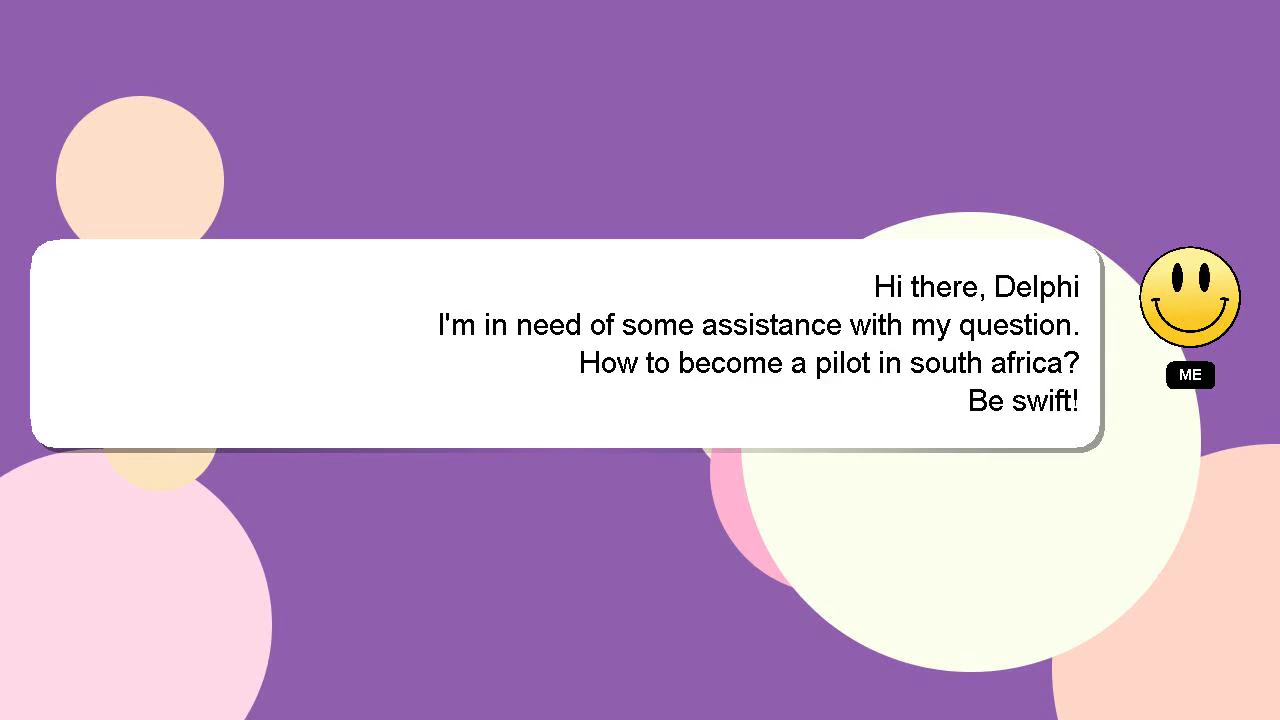 Hi there, Delphi
I'm in need of some assistance with my question.
How to become a pilot in south africa?
Be swift!
ME